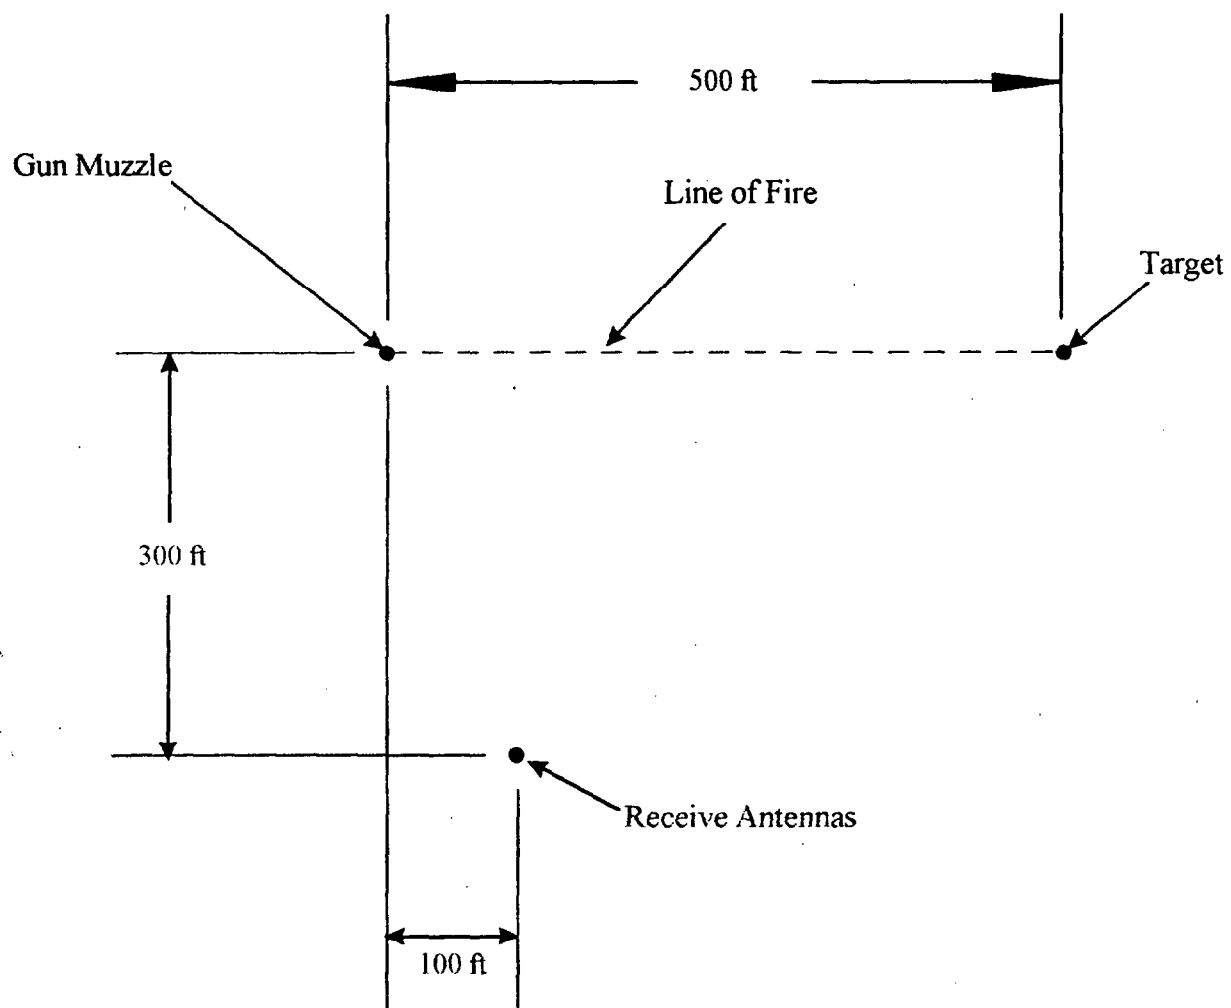 500 ft
Gun Muzzle
Line of Fire
Target
300 ft
Receive Antennas
100 ft